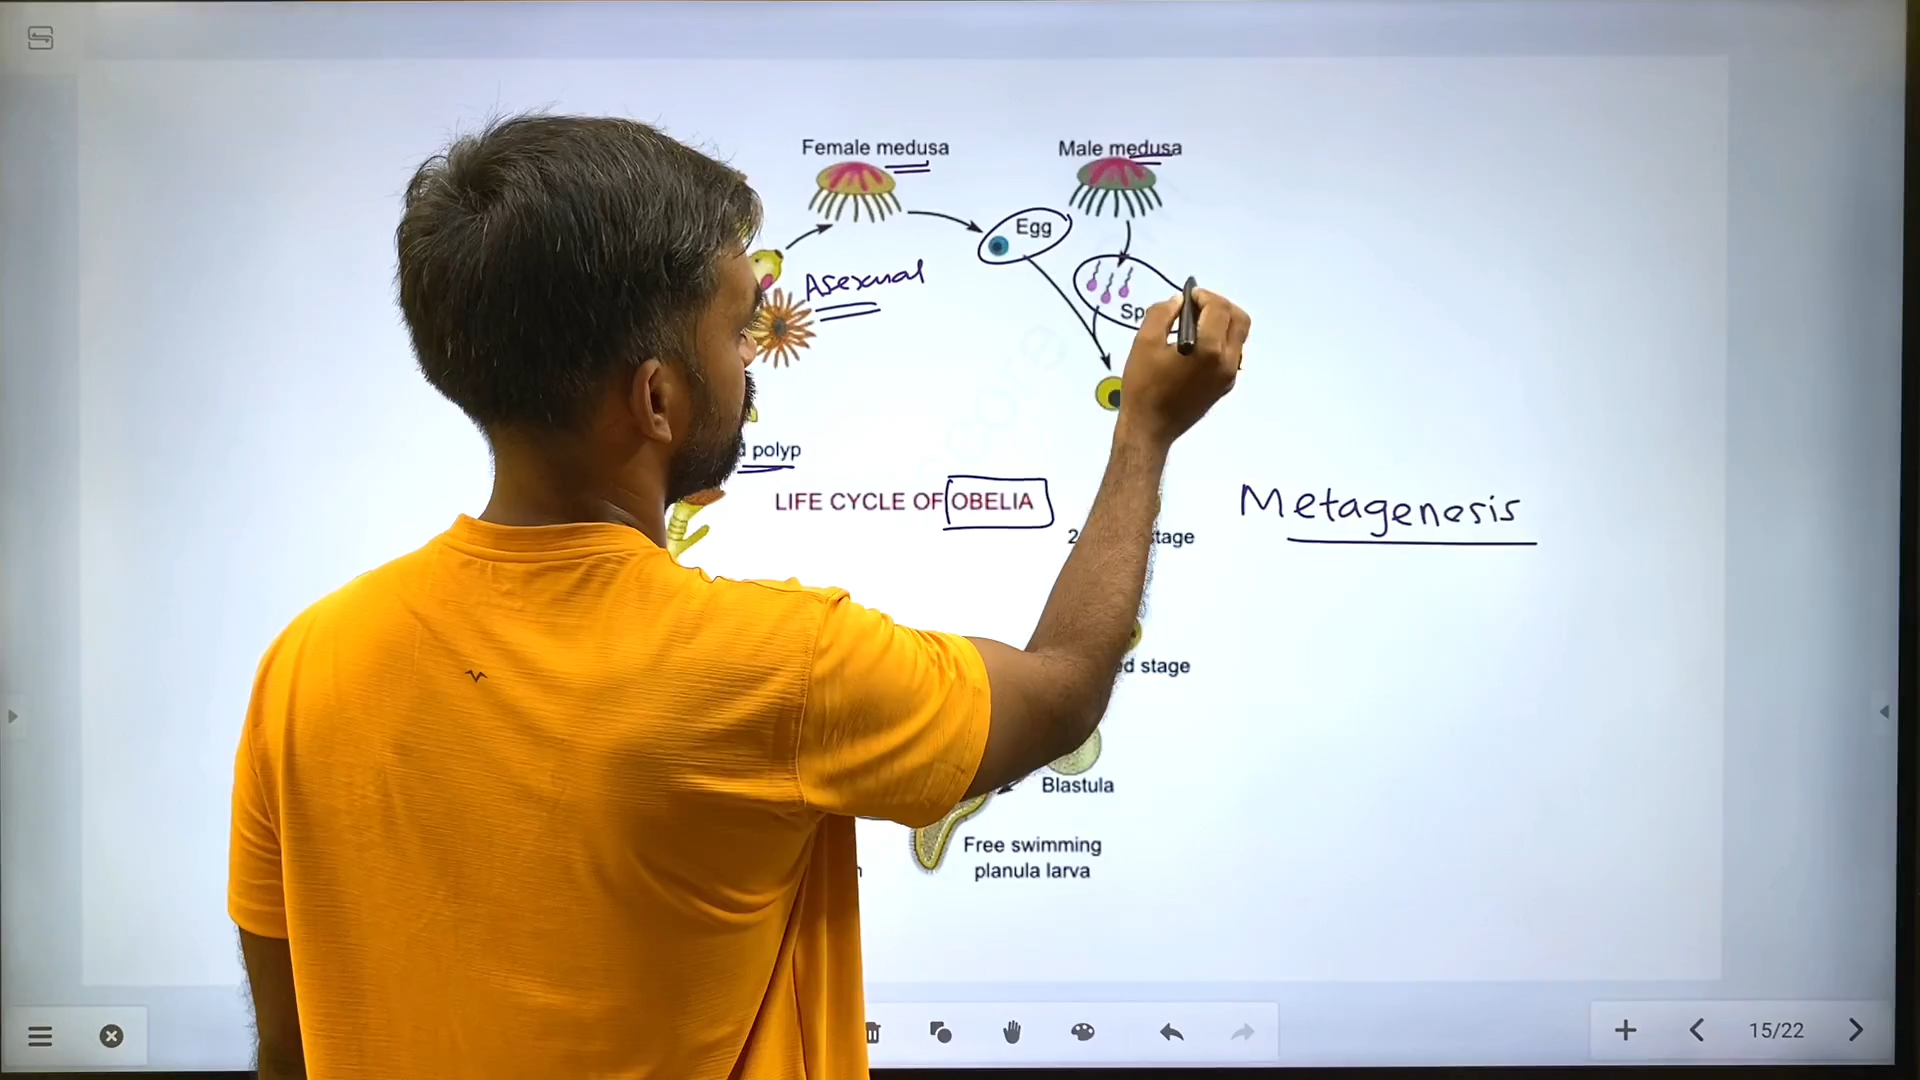 Female medusa
Male medusa
Egg
Asexual
polyp
LIFE CYCLE OF OBELIA
Metagenesis
stage
stage
Blastula
Free swimming
planula larva
15/22